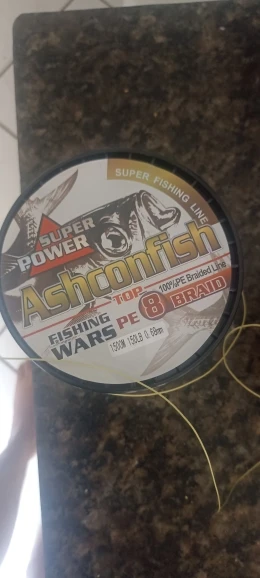 SUPER FISHING LINE
SUPER
POWER
Ashconfish
TOP
100%PE Braided Line
FISHING
WARS
PE 8 BRAID
1500M 150LB 0.68mm